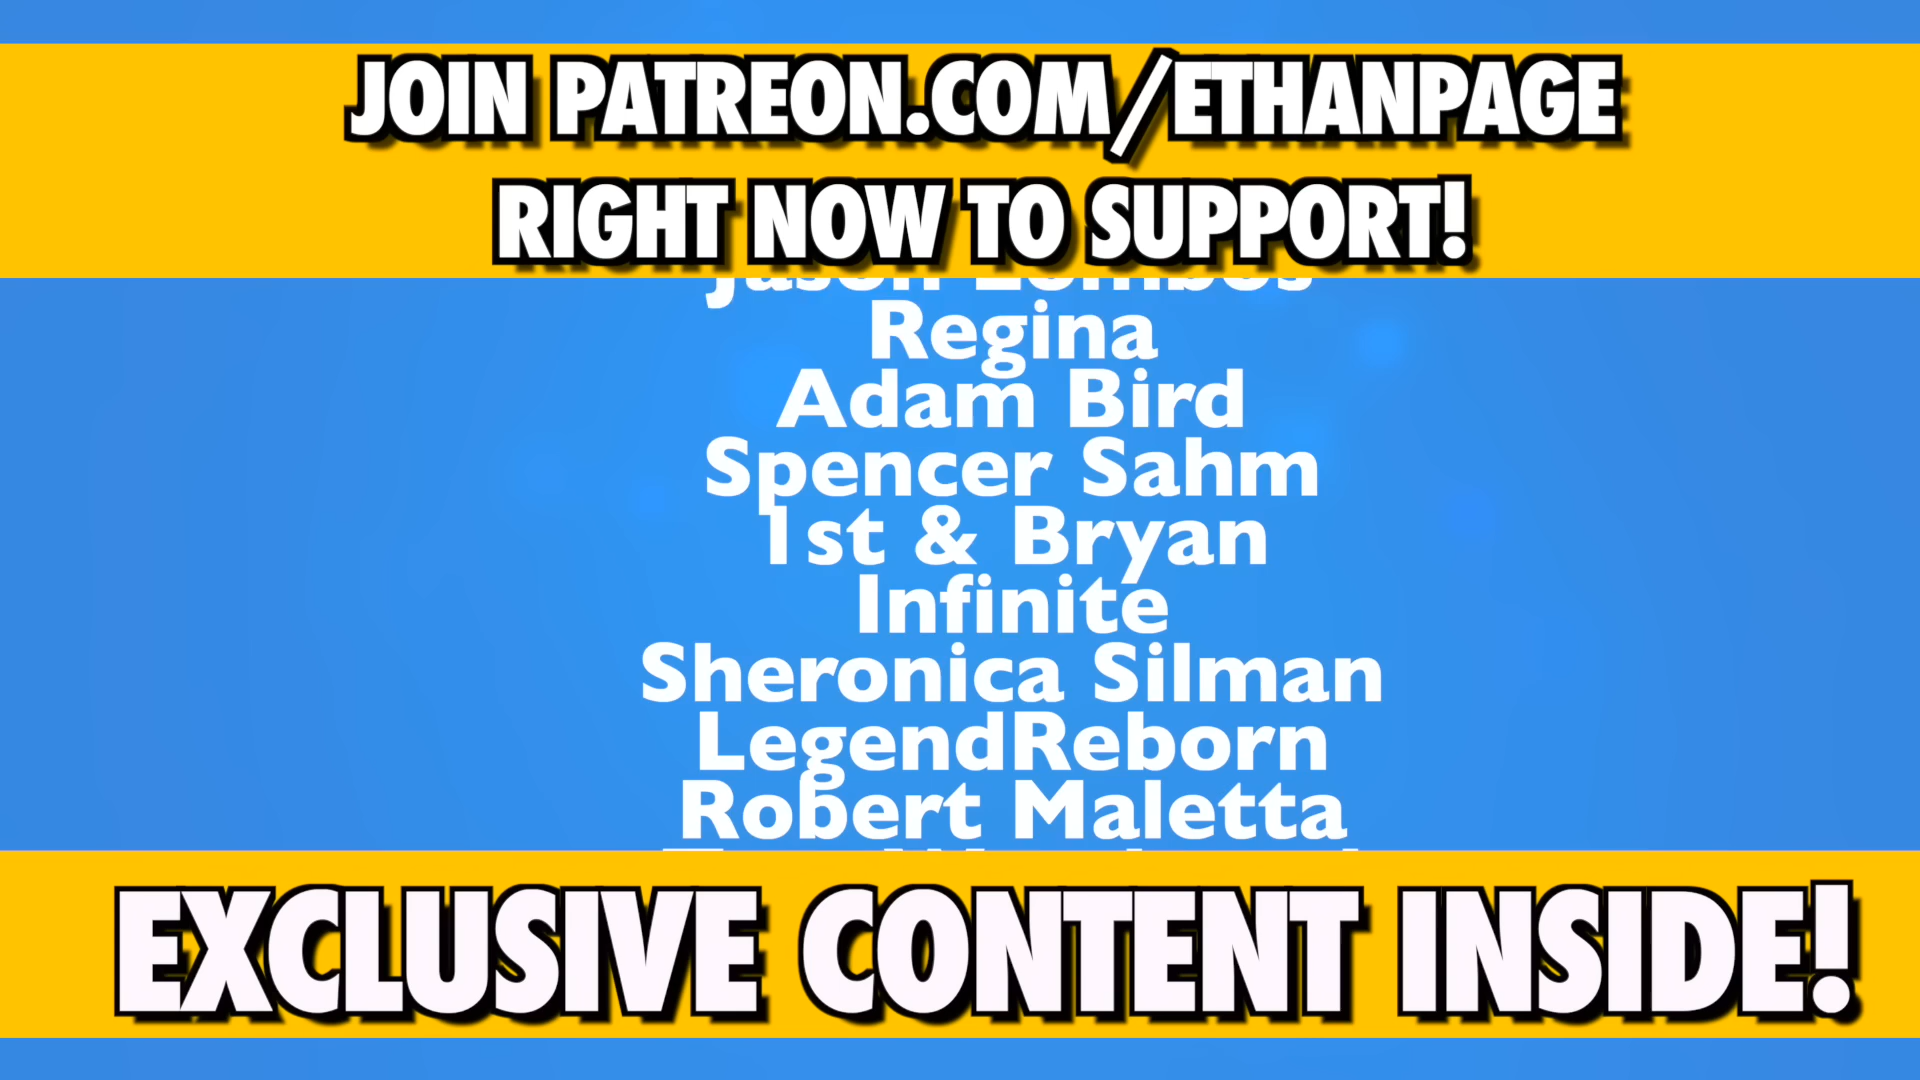 JOIN PATREON.COM/ETHANPAGE
RIGHT NOW TO SUPPORT!
Regina
Adam Bird
Spencer Sahm
1st & Bryan
Infinite
Sheronica Silman
LegendReborn
Robert Maletta
EXCLUSIVE CONTENT INSIDE!